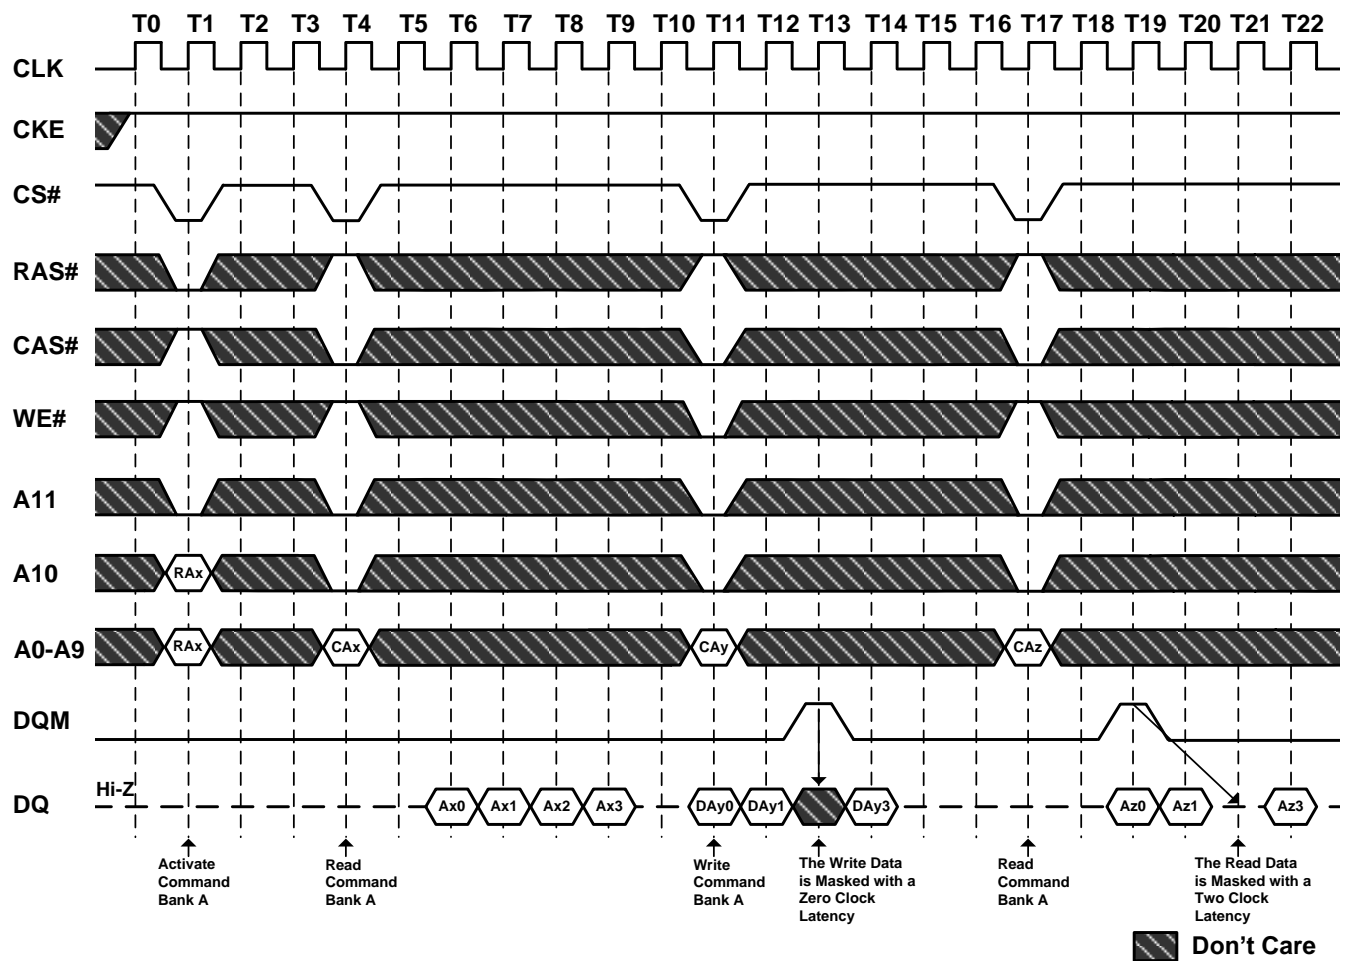 T0 T1 T2 T3 T4 T5 T6 T7 T8 T9 T10 T11 T12 T13 T14 T15 T16 T17 T18 T19 T20 T21 T22
CLK
CKE
CS#
RAS#
CAS#
WE#
A11
A10 RAx
A0-A9 RAx CAx CAy CAz
DQM
Hi-Z
DQ Ax0 Ax1 Ax2 Ax3 DAy0 DAy1 DAy3 Az0 Az1 Az3
Activate
Command
Bank A
Read
Command
Bank A
Write
Command
Bank A
The Write Data
is Masked with a
Zero Clock
Latency
Read
Command
Bank A
The Read Data
is Masked with a
Two Clock
Latency
Don't Care